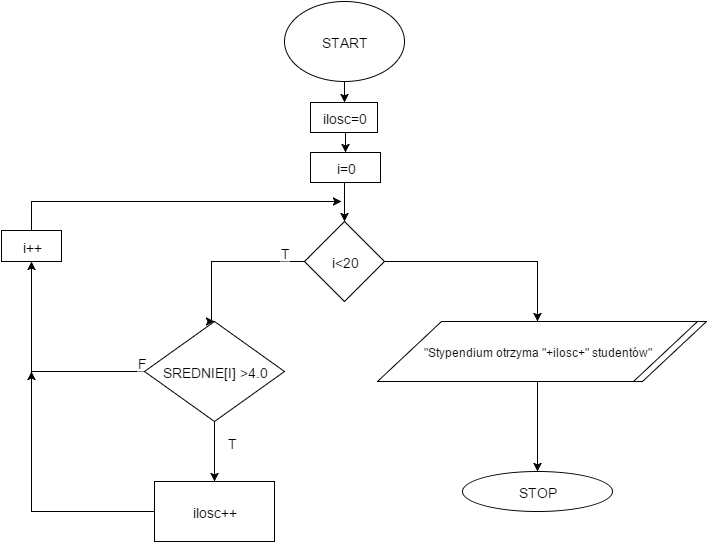 START
ilosc=0
i=0
i++
T
i<20
"Stypendium otrzyma "+ilosc+" studentów"
F
SREDNIE[I] >4.0
T
ilosc++
STOP